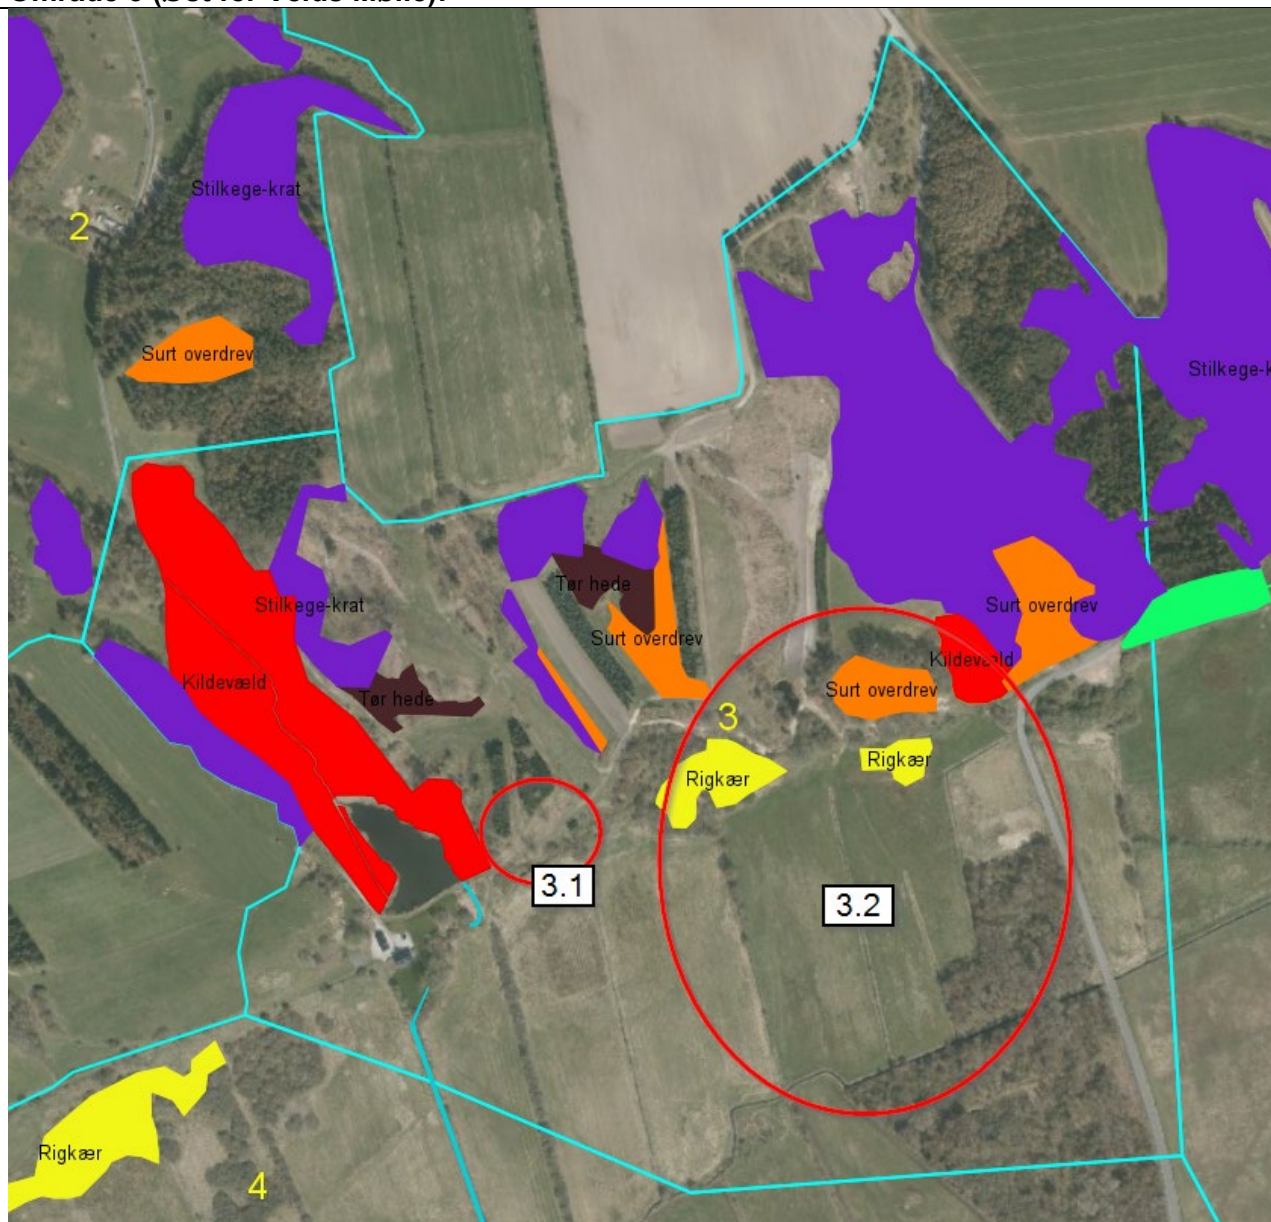 Stilkege-krat
2
Surt overdrev
Stilkege-k
Tør hede
Stilkege-krat
Surt overdrev
Surt overdrev
Kildevæld
Kildevæld
Surt overdrev
Tør hede
3
Rigkær
Rigkær
3.1
3.2
Rigkær
4